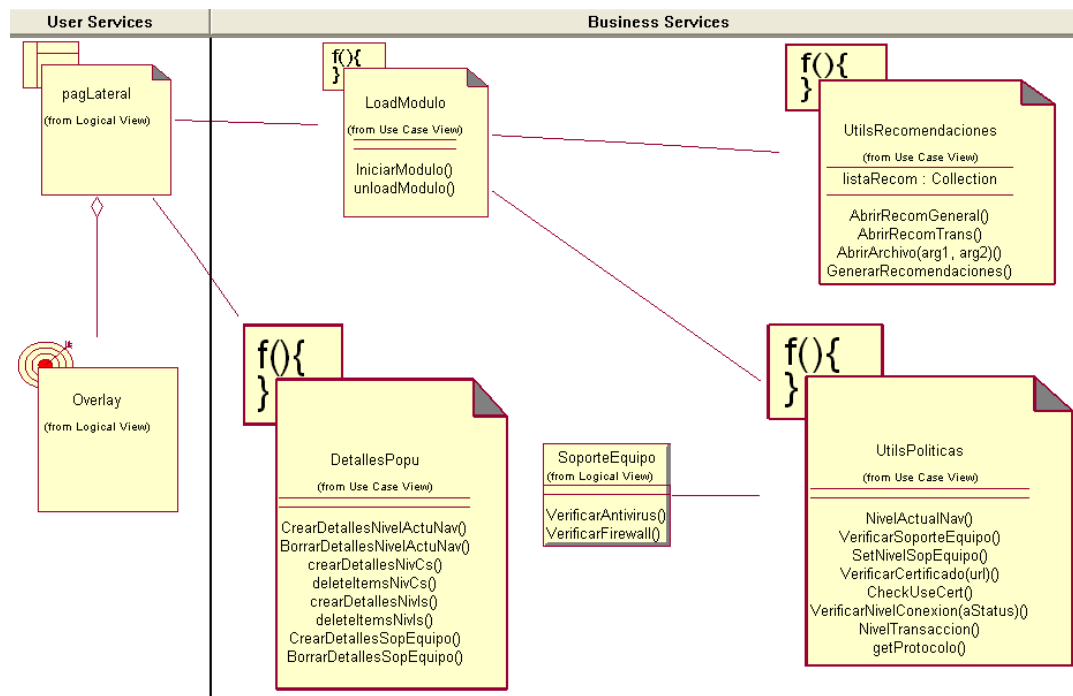 User Services
Business Services
pagLateral
(from Logical View)
f(){
}
LoadModulo
(from Use Case View)
IniciarModulo()
unloadModulo()
f(){
}
UtilsRecomendaciones
(from Use Case View)
listaRecom : Collection
AbrirRecomGeneral()
AbrirRecomTrans()
AbrirArchivo(arg1, arg2)()
GenerarRecomendaciones()
Overlay
(from Logical View)
f(){
}
DetallesPopu
(from Use Case View)
CrearDetallesNivelActuNav()
BorrarDetallesNivelActuNav()
crearDetallesNivCs()
deleteItemsNivCs()
crearDetallesNivIs()
deleteItemsNivIs()
CrearDetallesSopEquipo()
BorrarDetallesSopEquipo()
SoporteEquipo
(from Logical View)
VerificarAntivirus()
VerificarFirewall()
f(){
}
UtilsPoliticas
(from Use Case View)
NivelActualNav()
VerificarSoporteEquipo()
SetNivelSopEquipo()
VerificarCertificado(url)()
CheckUseCert()
VerificarNivelConexion(aStatus)()
NivelTransaccion()
getProtocolo()